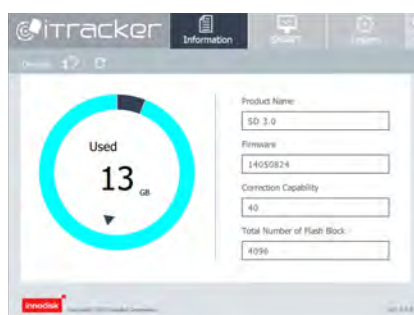 iTracker
Information
Used
13 GB
Product Name
SD 3.0
Firmware
14050824
Correction Capability
40
Total Number of Flash Block
4096
innodisk